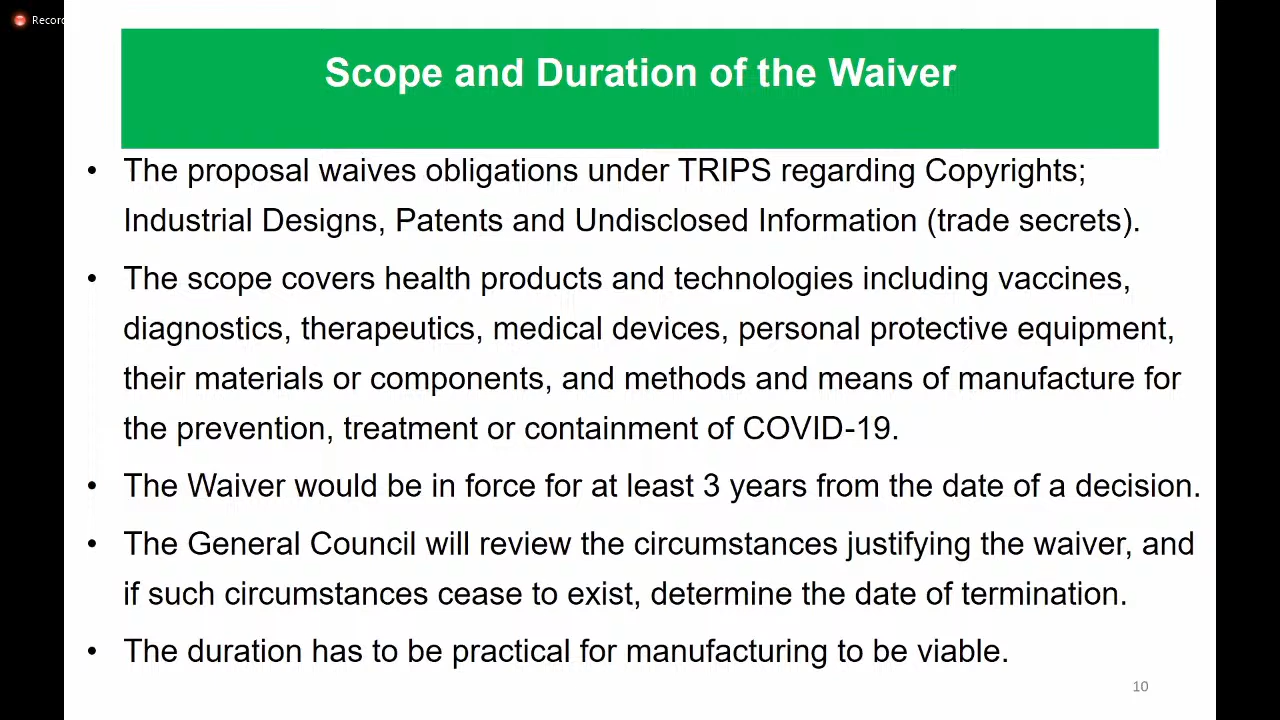 Recor
Scope and Duration of the Waiver
• The proposal waives obligations under TRIPS regarding Copyrights;
Industrial Designs, Patents and Undisclosed Information (trade secrets).
• The scope covers health products and technologies including vaccines,
diagnostics, therapeutics, medical devices, personal protective equipment,
their materials or components, and methods and means of manufacture for
the prevention, treatment or containment of COVID-19.
• The Waiver would be in force for at least 3 years from the date of a decision.
• The General Council will review the circumstances justifying the waiver, and
if such circumstances cease to exist, determine the date of termination.
• The duration has to be practical for manufacturing to be viable.
10